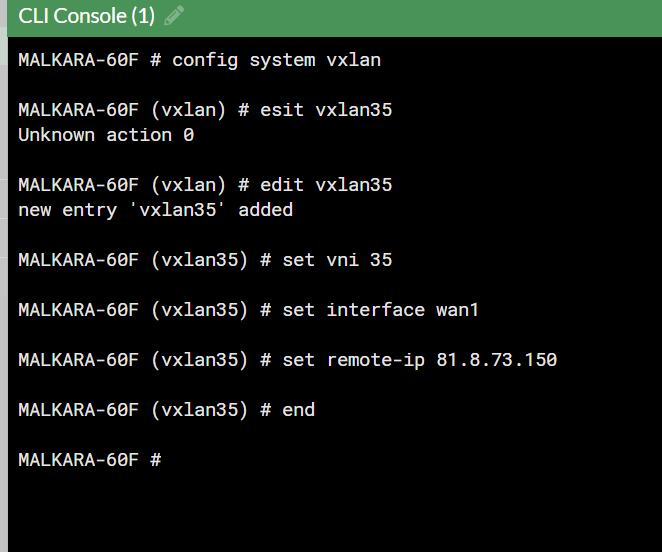 CLI Console (1)
MALKARA-60F # config system vxlan
MALKARA-60F (vxlan) # esit vxlan35
Unknown action 0
MALKARA-60F (vxlan) # edit vxlan35
new entry 'vxlan35' added
MALKARA-60F (vxlan35) # set vni 35
MALKARA-60F (vxlan35) # set interface wan1
MALKARA-60F (vxlan35) # set remote-ip 81.8.73.150
MALKARA-60F (vxlan35) # end
MALKARA-60F #